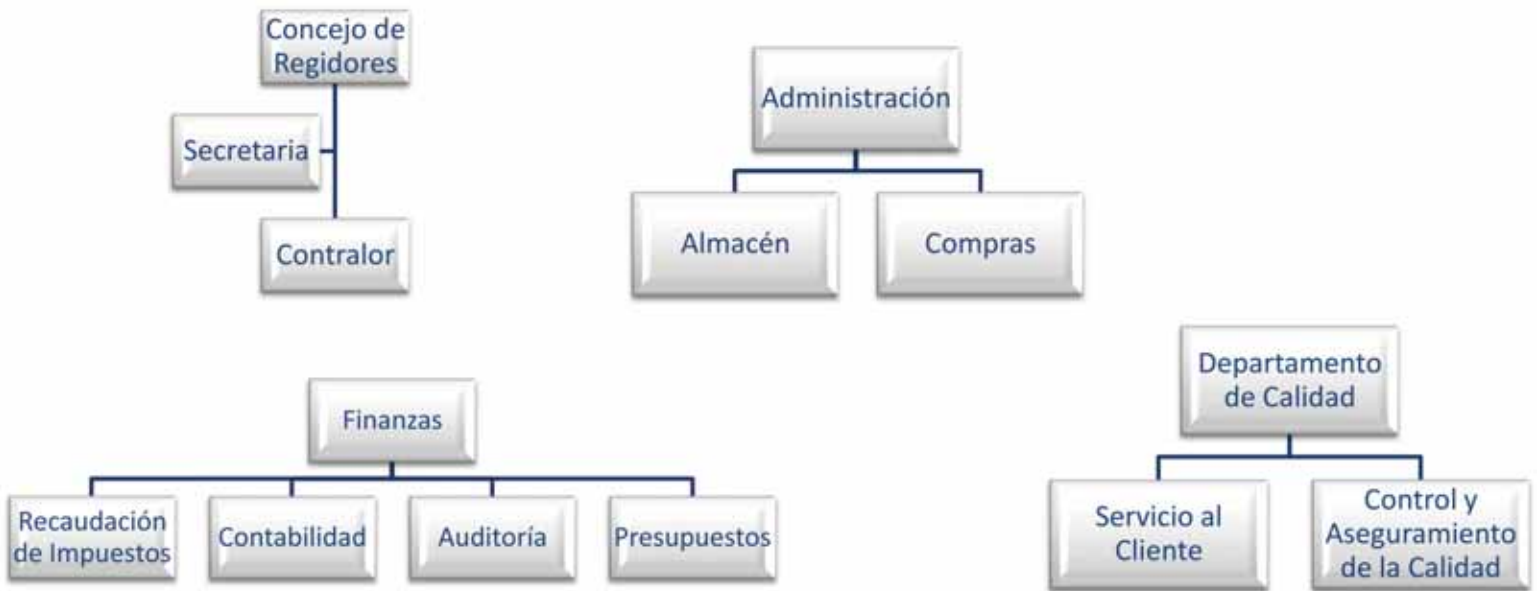 Concejo de
Regidores
Secretaria
Contralor
Administración
Almacén
Compras
Finanzas
Recaudación
de Impuestos
Contabilidad
Auditoría
Presupuestos
Departamento
de Calidad
Servicio al
Cliente
Control y
Aseguramiento
de la Calidad